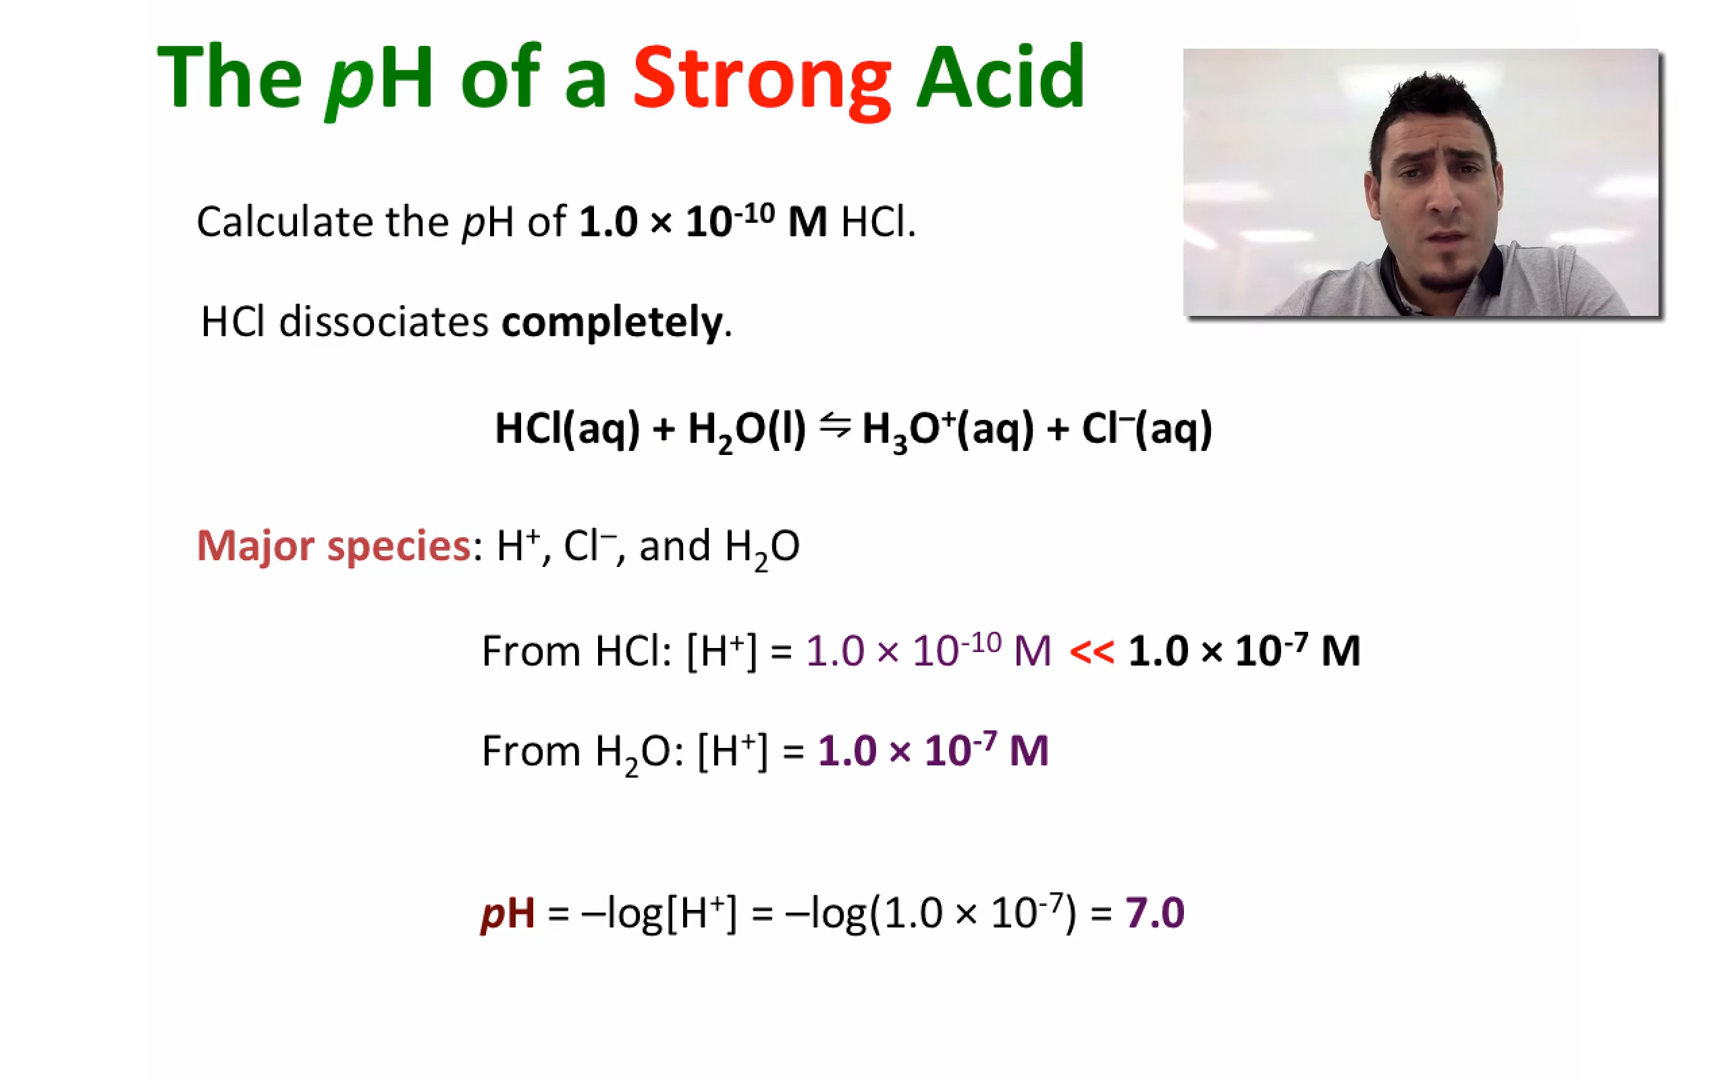 The pH of a Strong Acid
Calculate the pH of 1.0 × 10⁻¹⁰ M HCl.
HCl dissociates completely.
HCl(aq) + H₂O(l) ⇋ H₃O⁺(aq) + Cl⁻(aq)
Major species: H⁺, Cl⁻, and H₂O
From HCl: [H⁺] = 1.0 × 10⁻¹⁰ M << 1.0 × 10⁻⁷ M
From H₂O: [H⁺] = 1.0 × 10⁻⁷ M
pH = –log[H⁺] = –log(1.0 × 10⁻⁷) = 7.0